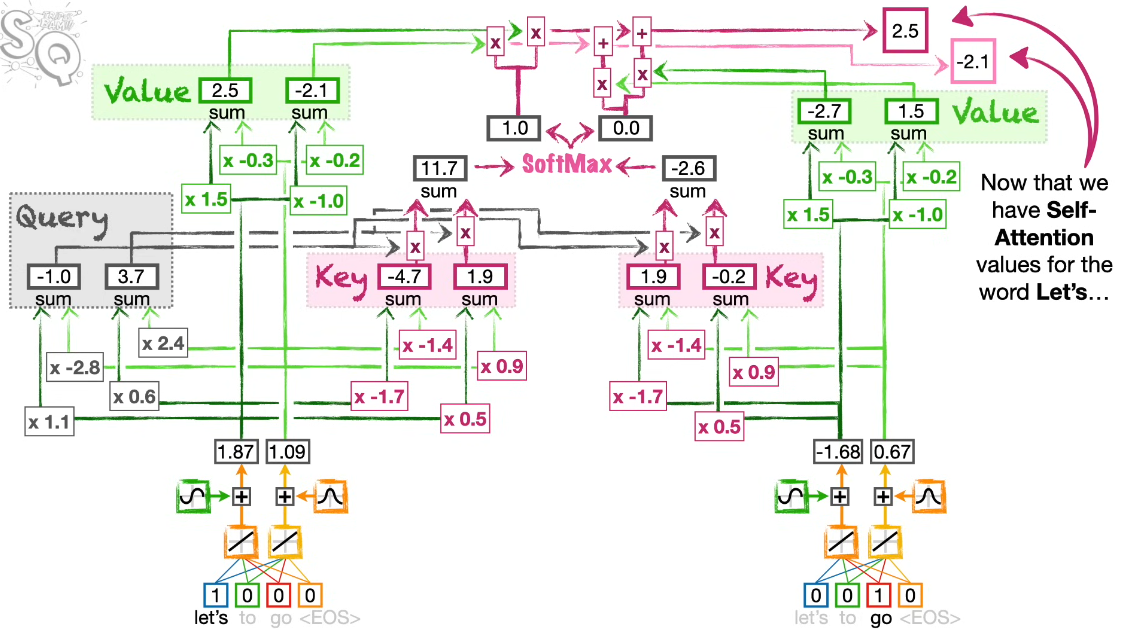 STAT QUEST
SQ
2.5
-2.1
x
x
+
+
x
x
Value
2.5
-2.1
sum
sum
1.0
0.0
-2.7
1.5
Value
sum
sum
x -0.3
x -0.2
SoftMax
11.7
-2.6
sum
sum
x -0.3
x -0.2
x 1.5
x -1.0
x 1.5
x -1.0
Now that we
have Self-
Attention
values for the
word Let's...
Query
x
x
x
x
-1.0
3.7
sum
sum
Key
-4.7
1.9
sum
sum
1.9
-0.2
Key
sum
sum
x 2.4
x -1.4
x -1.4
x -2.8
x 0.9
x 0.9
x 0.6
x -1.7
x -1.7
x 1.1
x 0.5
x 0.5
1.87
1.09
-1.68
0.67
+
+
+
+
1
0
0
0
0
0
1
0
let's to go <EOS>
let's to go <EOS>